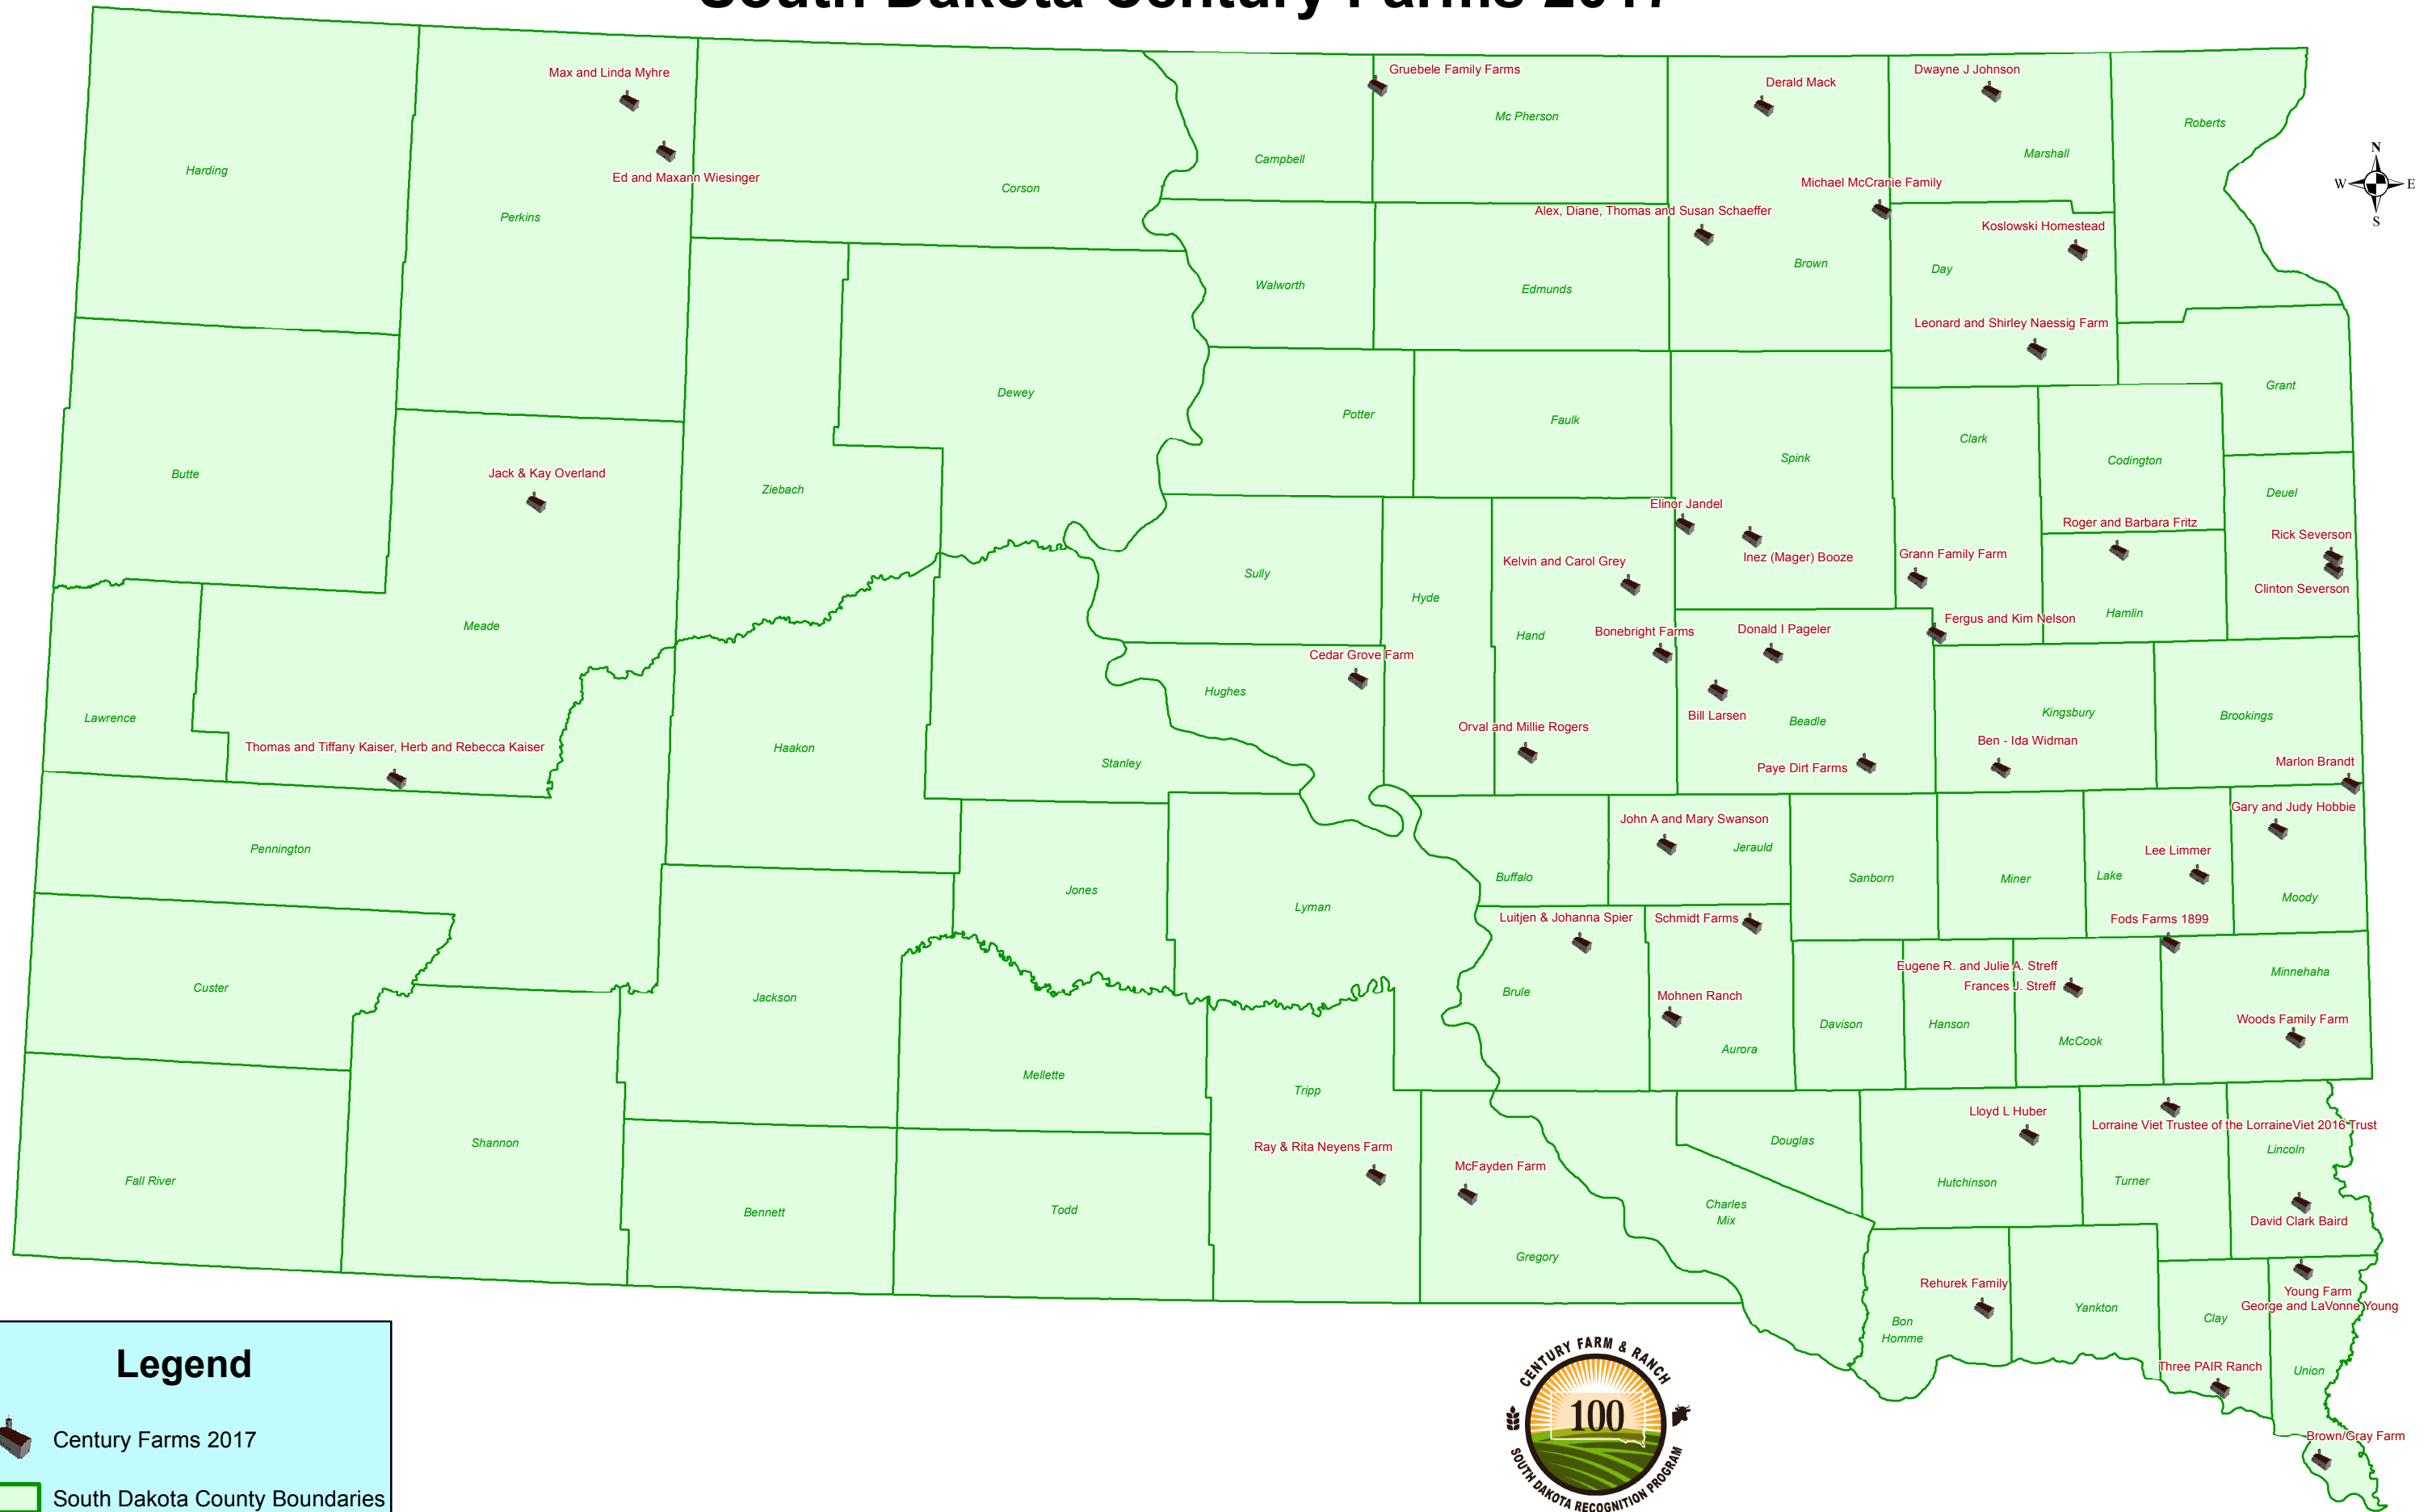 South Dakota Century Farms 2017
Max and Linda Myhre
Gruebele Family Farms
Dwayne J Johnson
Derald Mack
Mc Pherson
Roberts
N
W E
S
Harding
Campbell
Marshall
Ed and Maxann Wiesinger
Michael McCranie Family
Corson
Perkins
Alex, Diane, Thomas and Susan Schaeffer
Koslowski Homestead
Brown
Day
Walworth
Edmunds
Leonard and Shirley Naessig Farm
Dewey
Grant
Potter
Faulk
Clark
Spink
Codington
Butte
Jack & Kay Overland
Ziebach
Deuel
Elinor Jandel
Roger and Barbara Fritz
Rick Severson
Grann Family Farm
Inez (Mager) Booze
Kelvin and Carol Grey
Sully
Clinton Severson
Hyde
Hamlin
Fergus and Kim Nelson
Meade
Donald I Pageler
Bonebright Farms
Hand
Cedar Grove Farm
Hughes
Kingsbury
Bill Larsen
Brookings
Lawrence
Beadle
Orval and Millie Rogers
Ben - Ida Widman
Thomas and Tiffany Kaiser, Herb and Rebecca Kaiser
Haakon
Stanley
Marlon Brandt
Paye Dirt Farms
Gary and Judy Hobbie
John A and Mary Swanson
Jerauld
Pennington
Lee Limmer
Lake
Buffalo
Sanborn
Miner
Jones
Moody
Lyman
Luitjen & Johanna Spier
Schmidt Farms
Fods Farms 1899
Eugene R. and Julie A. Streff
Minnehaha
Frances J. Streff
Custer
Brule
Mohnen Ranch
Jackson
Woods Family Farm
Davison
Hanson
McCook
Aurora
Mellette
Tripp
Lloyd L Huber
Lorraine Viet Trustee of the LorraineViet 2016 Trust
Shannon
Douglas
Ray & Rita Neyens Farm
Lincoln
McFayden Farm
Fall River
Hutchinson
Turner
Charles
Mix
Todd
Bennett
David Clark Baird
Gregory
Rehurek Family
Young Farm
George and LaVonne Young
Yankton
Clay
Bon
Homme
Three PAIR Ranch
Union
Brown/Gray Farm
Legend
Century Farms 2017
South Dakota County Boundaries
CENTURY FARM & RANCH
100
SOUTH DAKOTA RECOGNITION PROGRAM